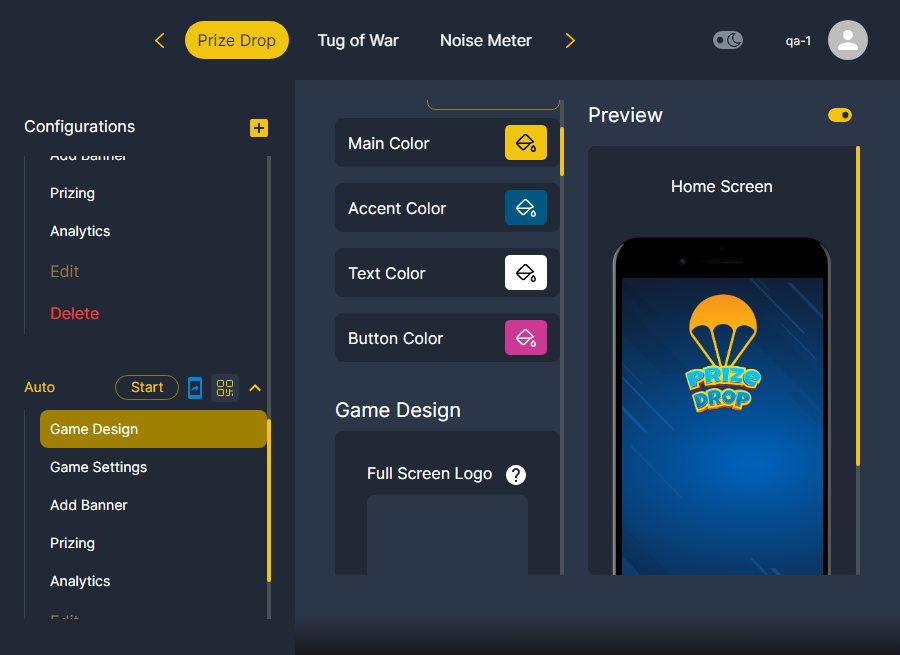 Prize Drop
Tug of War
Noise Meter
qa-1
Configurations
Add Banner
Prizing
Analytics
Edit
Delete
Auto
Start
Game Design
Game Settings
Add Banner
Prizing
Analytics
Edit
Main Color
Accent Color
Text Color
Button Color
Game Design
Full Screen Logo ?
Preview
Home Screen
PRIZE
DROP